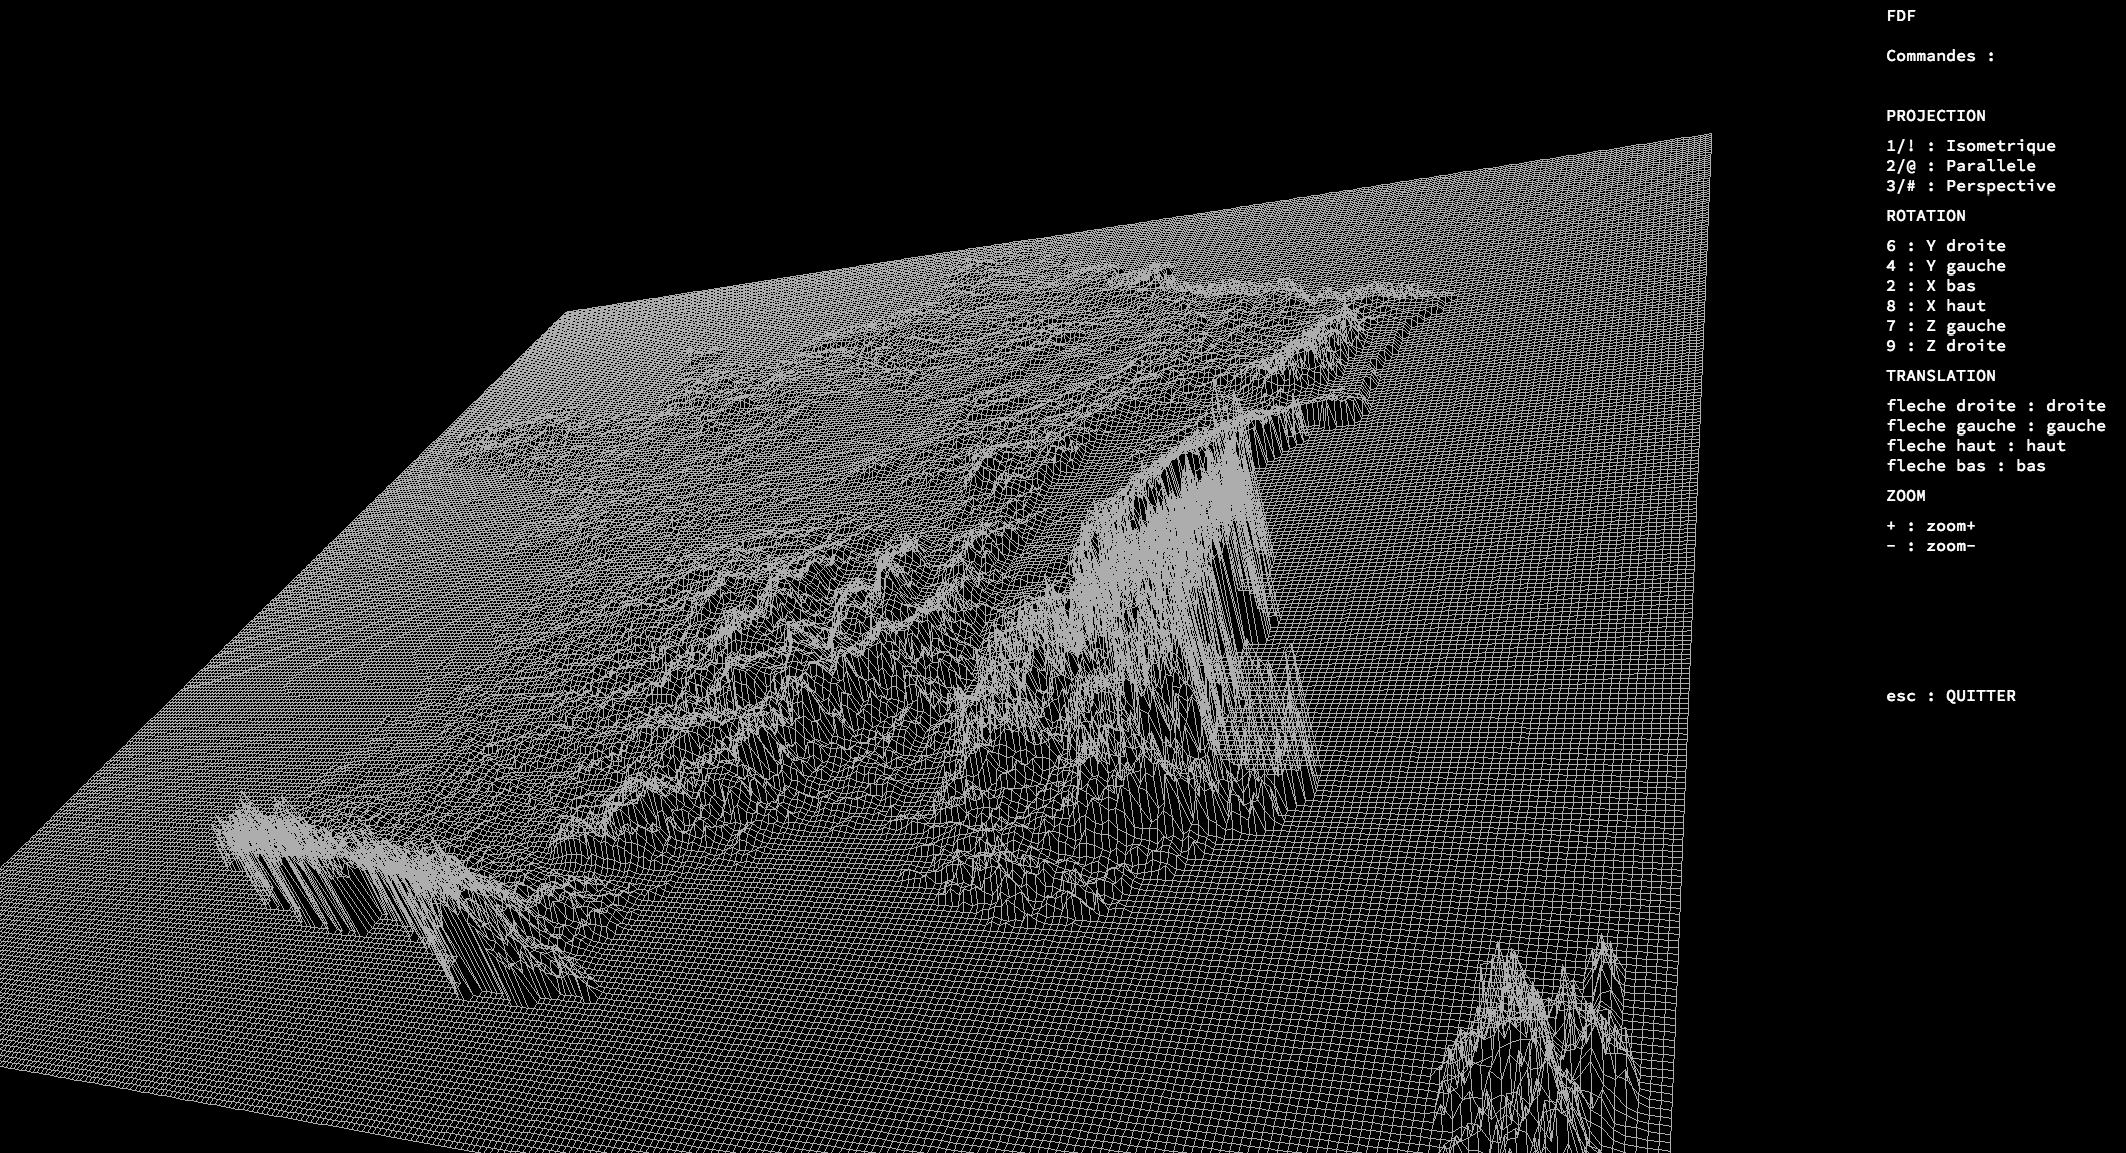 FDF
Commandes :
PROJECTION
1/! : Isometrique
2/@ : Parallele
3/# : Perspective
ROTATION
6 : Y droite
4 : Y gauche
2 : X bas
8 : X haut
7 : Z gauche
9 : Z droite
TRANSLATION
fleche droite : droite
fleche gauche : gauche
fleche haut : haut
fleche bas : bas
ZOOM
+ : zoom+
- : zoom-
esc : QUITTER